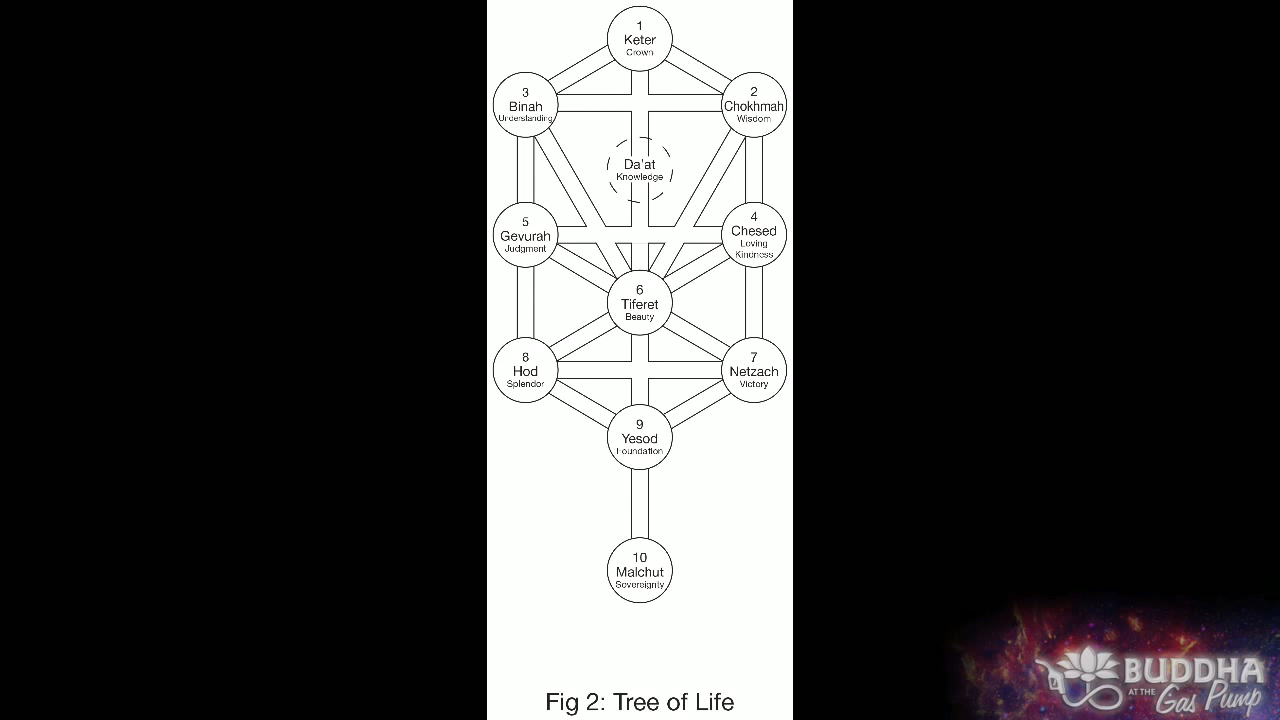 1
Keter
Crown
3
Binah
Understanding
2
Chokhmah
Wisdom
Da'at
Knowledge
5
Gevurah
Judgment
4
Chesed
Loving
Kindness
6
Tiferet
Beauty
8
Hod
Splendor
7
Netzach
Victory
9
Yesod
Foundation
10
Malchut
Sovereignty
Fig 2: Tree of Life
BUDDHA
AT THE Gas Pump